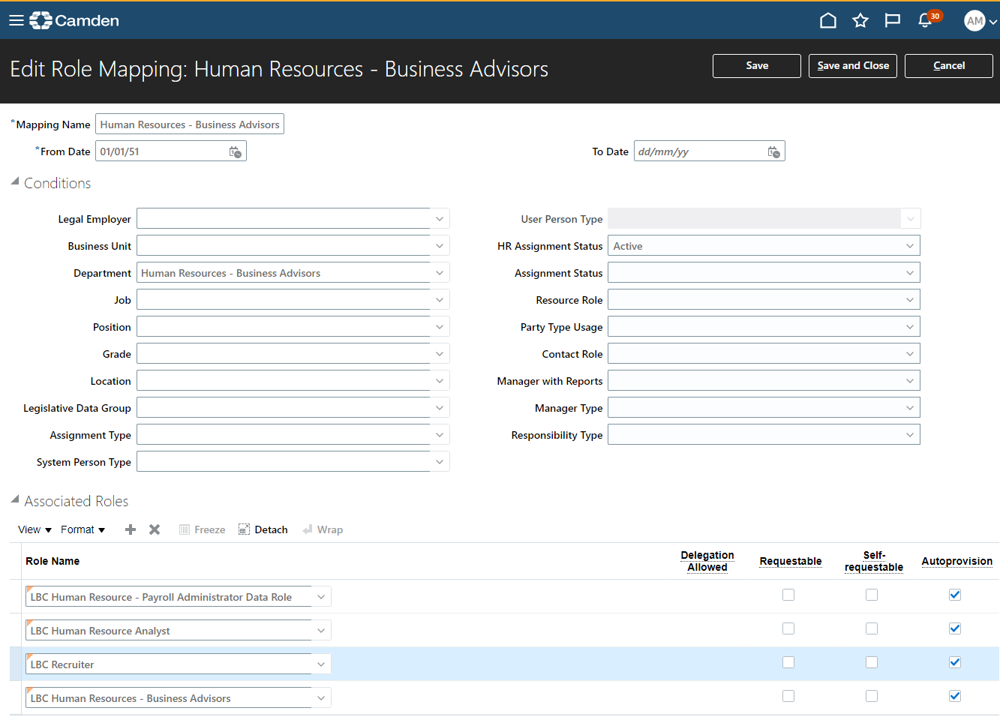 Camden
30
AM
Edit Role Mapping: Human Resources - Business Advisors
Save
Save and Close
Cancel
*Mapping Name Human Resources - Business Advisors
*From Date 01/01/51
To Date dd/mm/yy
Conditions
Legal Employer
Business Unit
Department Human Resources - Business Advisors
Job
Position
Grade
Location
Legislative Data Group
Assignment Type
System Person Type
User Person Type
HR Assignment Status Active
Assignment Status
Resource Role
Party Type Usage
Contact Role
Manager with Reports
Manager Type
Responsibility Type
Associated Roles
View Format Freeze Detach Wrap
Role Name
Delegation
Allowed
Requestable
Self-
requestable
Autoprovision
LBC Human Resource - Payroll Administrator Data Role
LBC Human Resource Analyst
LBC Recruiter
LBC Human Resources - Business Advisors